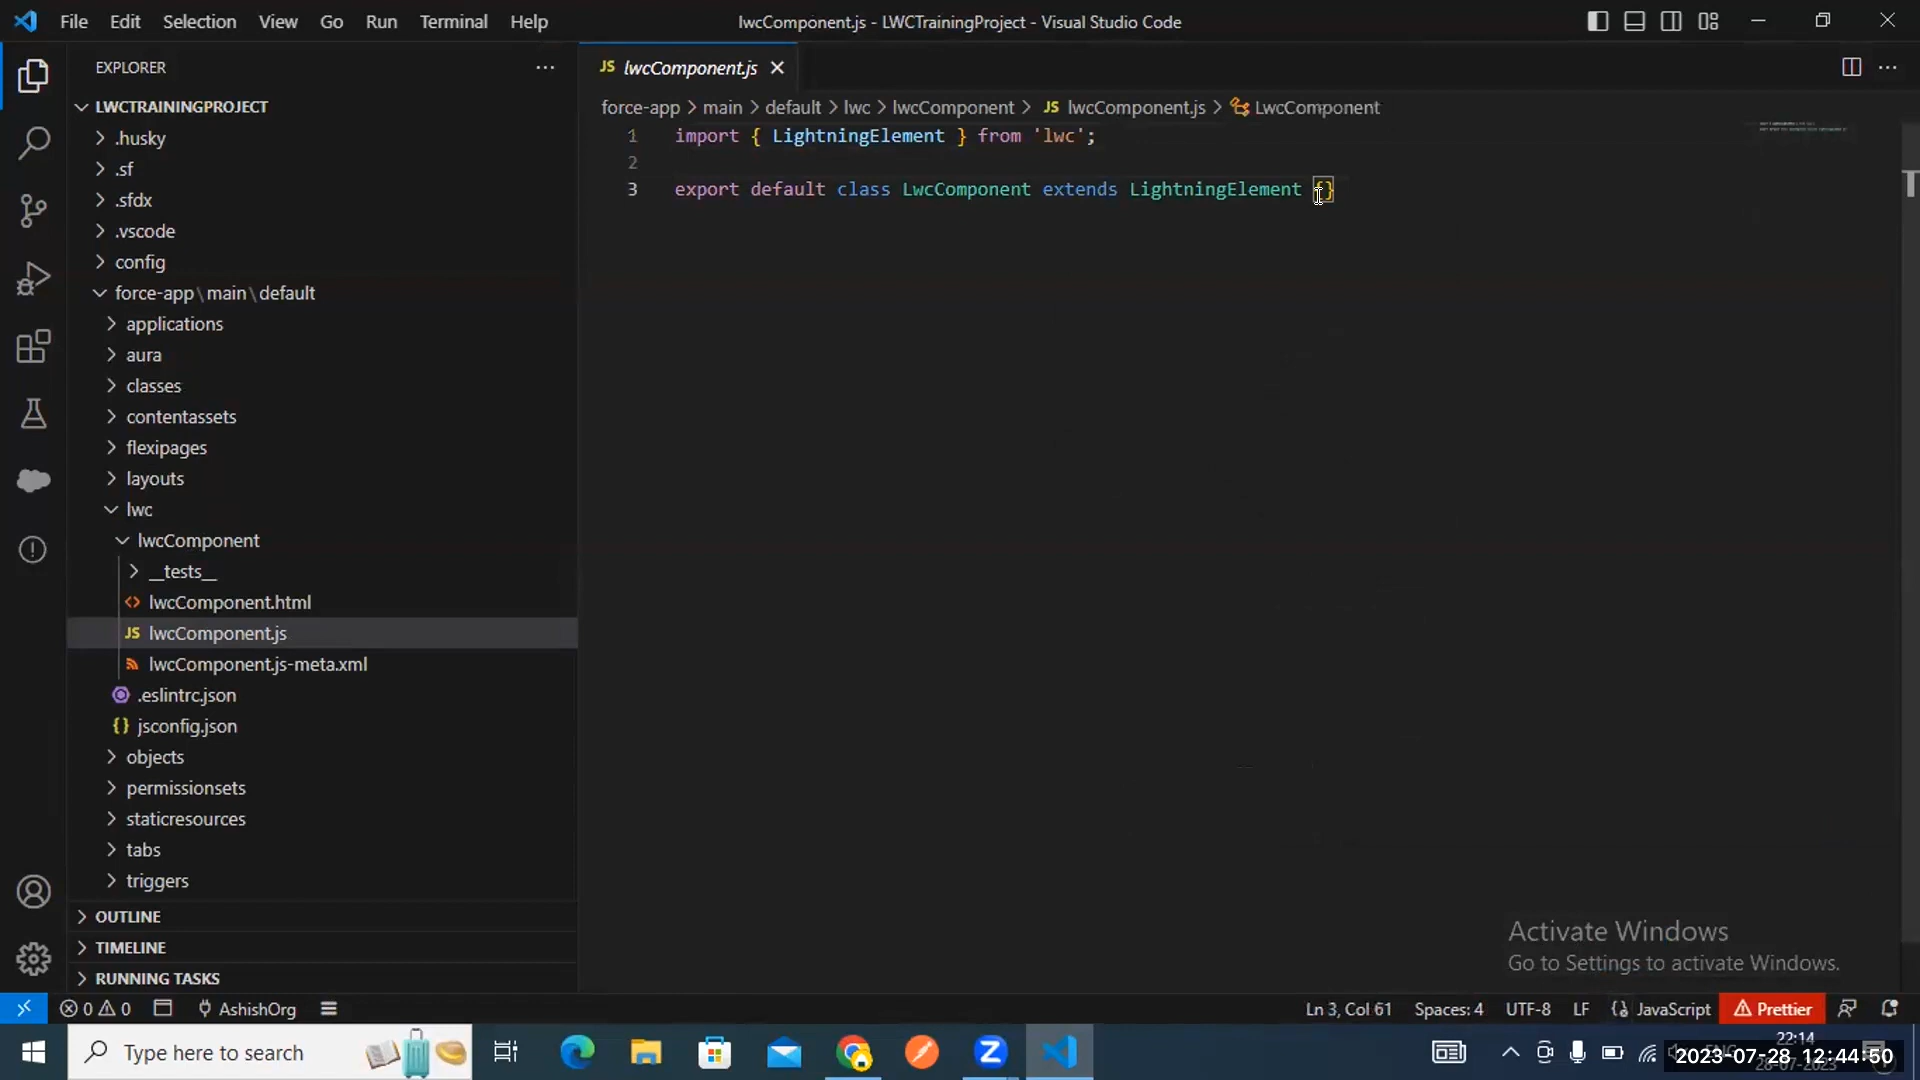 File Edit Selection View Go Run Terminal Help
lwcComponent.js - LWCTrainingProject - Visual Studio Code
EXPLORER
LWCTRAININGPROJECT
.husky
.sf
.sfdx
.vscode
config
force-app\main\default
applications
aura
classes
contentassets
flexipages
layouts
lwc
lwcComponent
__tests__
lwcComponent.html
JS lwcComponent.js
lwcComponent.js-meta.xml
.eslintrc.json
{} jsconfig.json
objects
permissionsets
staticresources
tabs
triggers
OUTLINE
TIMELINE
RUNNING TASKS
JS lwcComponent.js
force-app > main > default > lwc > lwcComponent > JS lwcComponent.js > LwcComponent
1 import { LightningElement } from 'lwc';
2
3 export default class LwcComponent extends LightningElement {}
Activate Windows
Go to Settings to activate Windows.
0 0 AshishOrg
Ln 3, Col 61 Spaces: 4 UTF-8 LF {} JavaScript Prettier
Type here to search
22:14
2023-07-28 12:44:50
28-07-2023